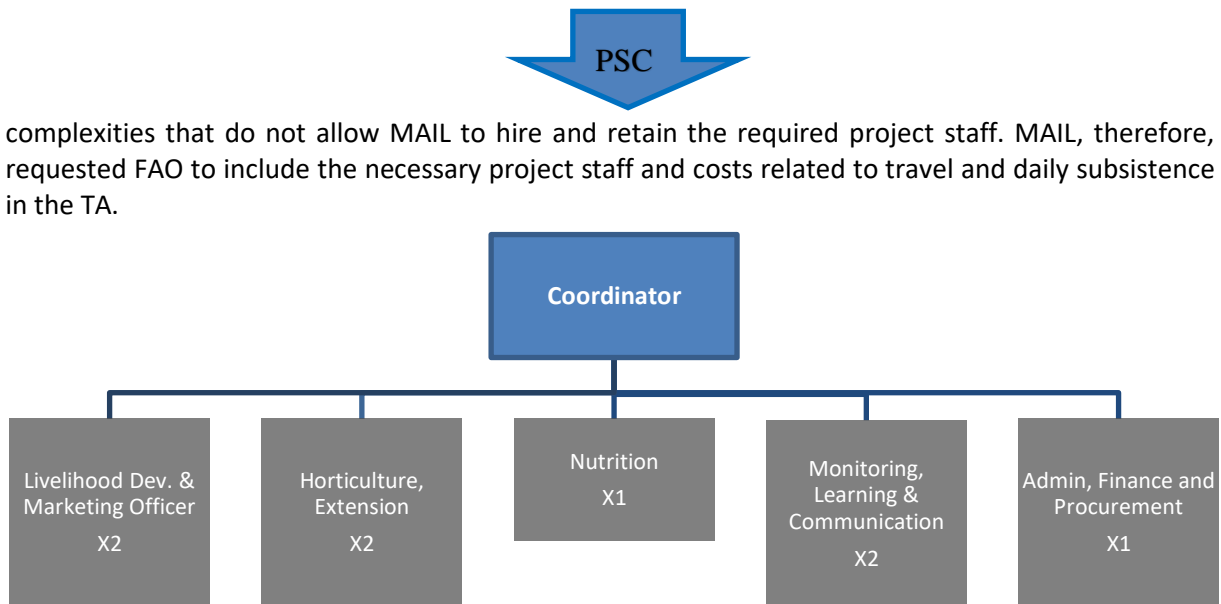 PSC
complexities that do not allow MAIL to hire and retain the required project staff. MAIL, therefore,
requested FAO to include the necessary project staff and costs related to travel and daily subsistence
in the TA.
Coordinator
Livelihood Dev. &
Marketing Officer
X2
Horticulture,
Extension
X2
Nutrition
X1
Monitoring,
Learning &
Communication
X2
Admin, Finance and
Procurement
X1